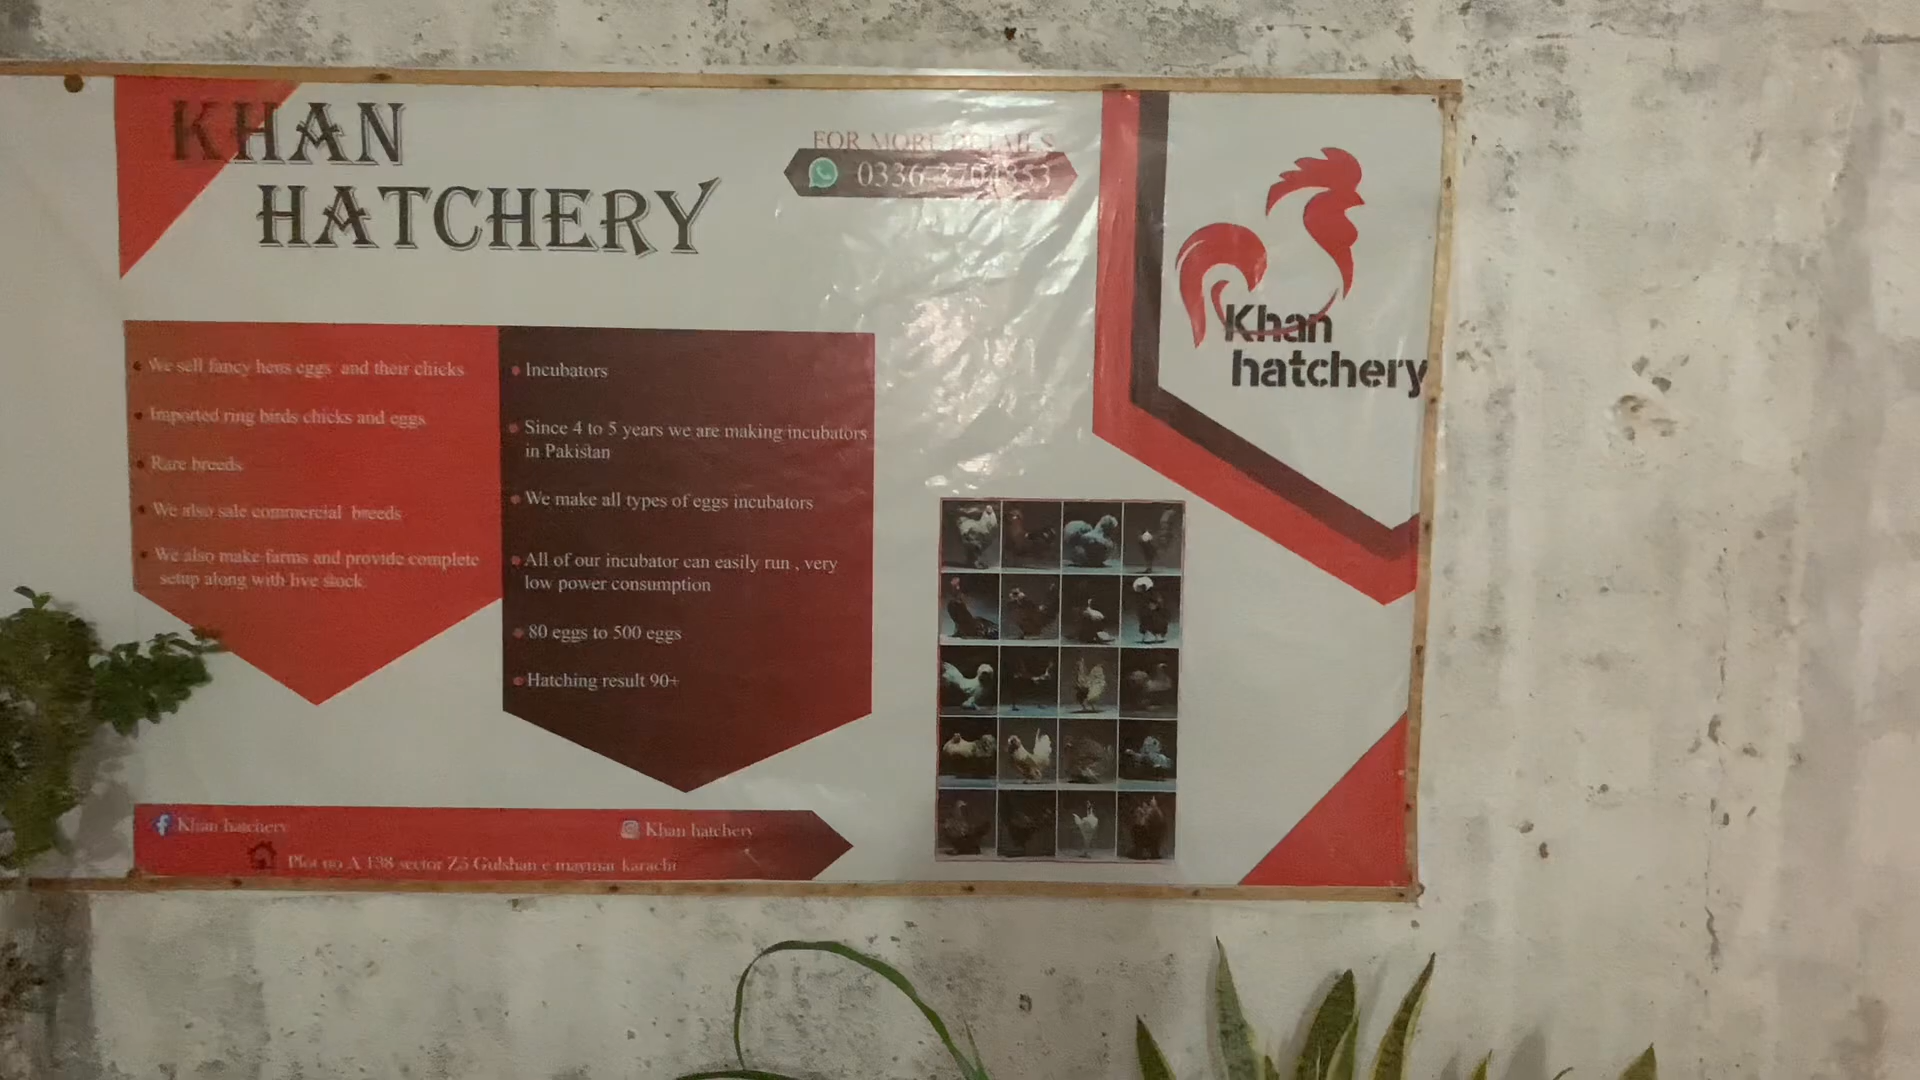 KHAN
HATCHERY
FOR MORE DETAILS
0336-3704853
Khan
hatchery
We sell fancy hens eggs and their chicks
Imported ring birds chicks and eggs
Rare breeds
We also sale commercial breeds
We also make farms and provide complete
setup along with live stock
Incubators
Since 4 to 5 years we are making incubators
in Pakistan
We make all types of eggs incubators
All of our incubator can easily run , very
low power consumption
80 eggs to 500 eggs
Hatching result 90+
Khan hatchery
Khan hatchery
Plot no A 138 sector Z5 Gulshan e maymar karachi